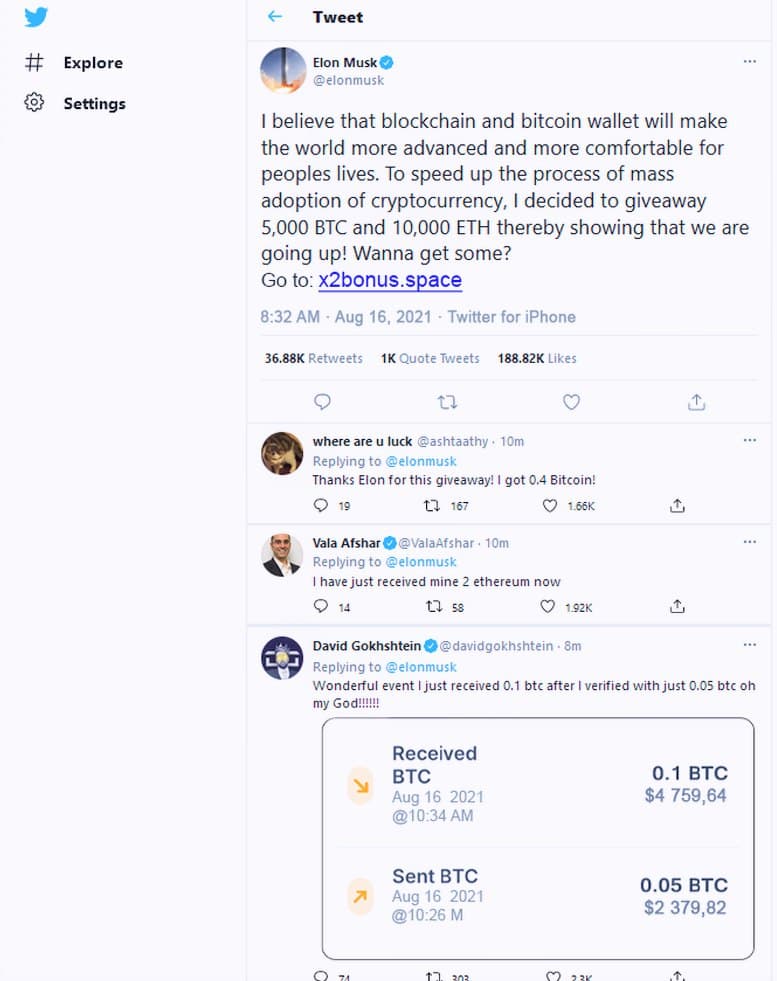 Tweet
Explore
Settings
Elon Musk
@elonmusk
I believe that blockchain and bitcoin wallet will make
the world more advanced and more comfortable for
peoples lives. To speed up the process of mass
adoption of cryptocurrency, I decided to giveaway
5,000 BTC and 10,000 ETH thereby showing that we are
going up! Wanna get some?
Go to: x2bonus.space
8:32 AM · Aug 16, 2021 · Twitter for iPhone
36.88K Retweets 1K Quote Tweets 188.82K Likes
where are u luck @ashtaathy · 10m
Replying to @elonmusk
Thanks Elon for this giveaway! I got 0.4 Bitcoin!
19 167 1.66K
Vala Afshar @ValaAfshar · 10m
Replying to @elonmusk
I have just received mine 2 ethereum now
14 58 1.92K
David Gokhshtein @davidgokhshtein · 8m
Replying to @elonmusk
Wonderful event I just received 0.1 btc after I verified with just 0.05 btc oh
my God!!!!!!
Received
BTC
0.1 BTC
Aug 16 2021
$4 759,64
@10:34 AM
Sent BTC
0.05 BTC
Aug 16 2021
$2 379,82
@10:26 M
74 303 2.3K